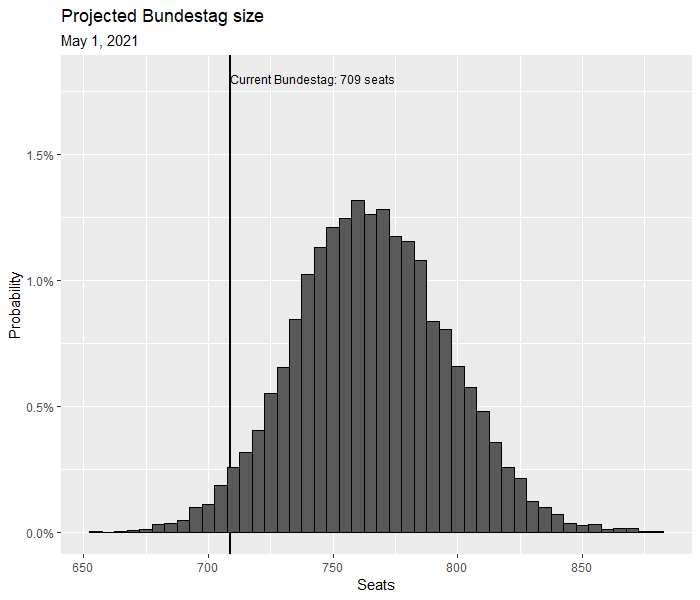 Projected Bundestag size
May 1, 2021
Current Bundestag: 709 seats
1.5%
1.0%
0.5%
0.0%
Probability
650
700
750
800
850
Seats